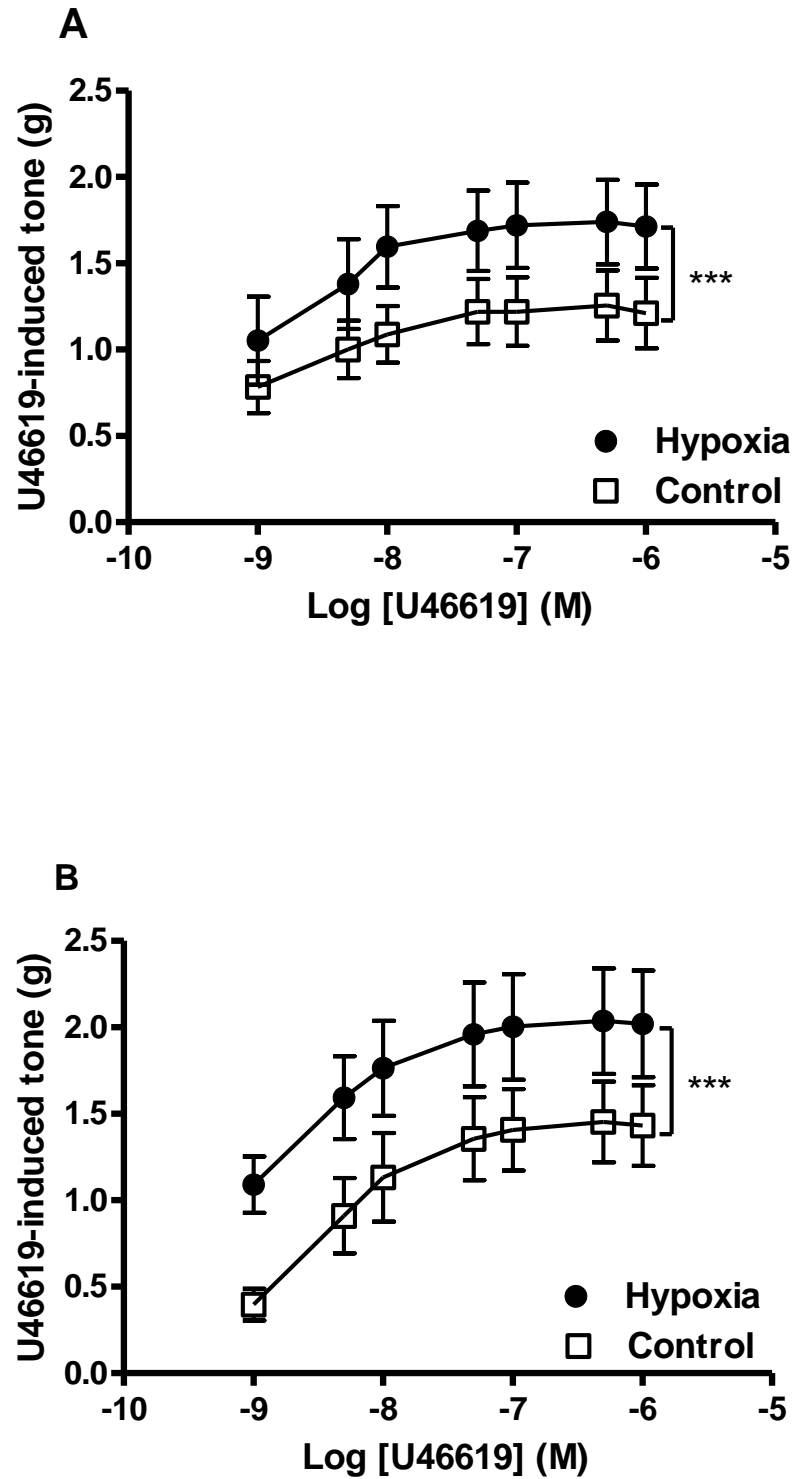 A
U46619-induced tone (g)
2.5
2.0
1.5
1.0
0.5
0.0
***
Hypoxia
Control
-10
-9
-8
-7
-6
-5
Log [U46619] (M)
B
U46619-induced tone (g)
2.5
2.0
1.5
1.0
0.5
0.0
***
Hypoxia
Control
-10
-9
-8
-7
-6
-5
Log [U46619] (M)